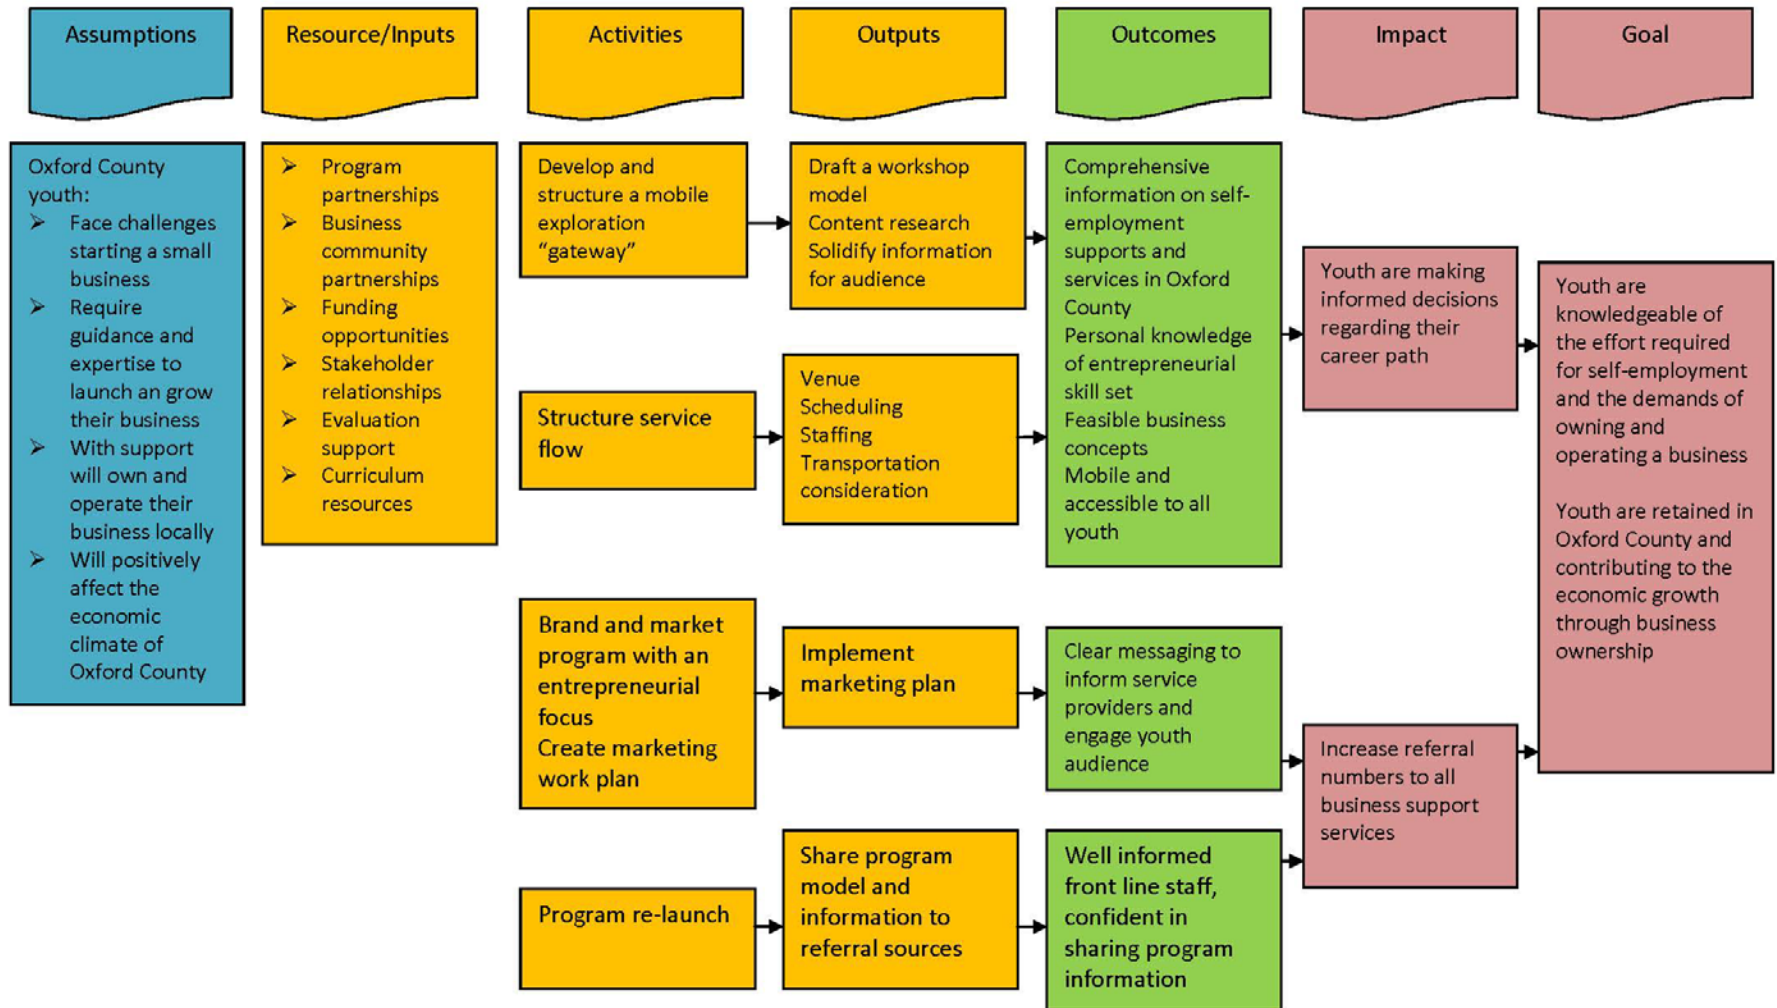 Assumptions
Resource/Inputs
Activities
Outputs
Outcomes
Impact
Goal
Oxford County
youth:
➢ Face challenges
starting a small
business
➢ Require
guidance and
expertise to
launch an grow
their business
➢ With support
will own and
operate their
business locally
➢ Will positively
affect the
economic
climate of
Oxford County
➢ Program
partnerships
➢ Business
community
partnerships
➢ Funding
opportunities
➢ Stakeholder
relationships
➢ Evaluation
support
➢ Curriculum
resources
Develop and
structure a mobile
exploration
“gateway”
Draft a workshop
model
Content research
Solidify information
for audience
Structure service
flow
Venue
Scheduling
Staffing
Transportation
consideration
Comprehensive
information on self-
employment
supports and
services in Oxford
County
Personal knowledge
of entrepreneurial
skill set
Feasible business
concepts
Mobile and
accessible to all
youth
Youth are making
informed decisions
regarding their
career path
Youth are
knowledgeable of
the effort required
for self-employment
and the demands of
owning and
operating a business
Youth are retained in
Oxford County and
contributing to the
economic growth
through business
ownership
Brand and market
program with an
entrepreneurial
focus
Create marketing
work plan
Implement
marketing plan
Clear messaging to
inform service
providers and
engage youth
audience
Increase referral
numbers to all
business support
services
Program re-launch
Share program
model and
information to
referral sources
Well informed
front line staff,
confident in
sharing program
information